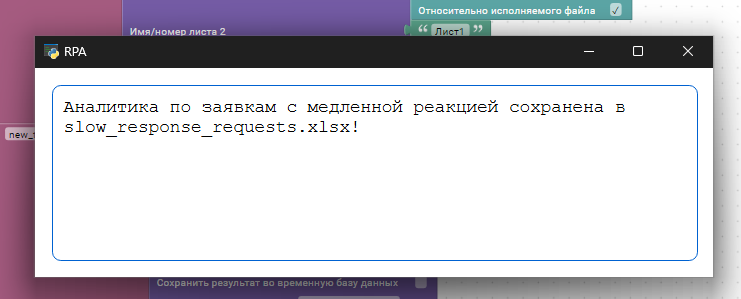 Относительно исполняемого файла
Имя/номер листа 2
Лист1
RPA
Аналитика по заявкам с медленной реакцией сохранена в
slow_response_requests.xlsx!
Сохранить результат во временную базу данных